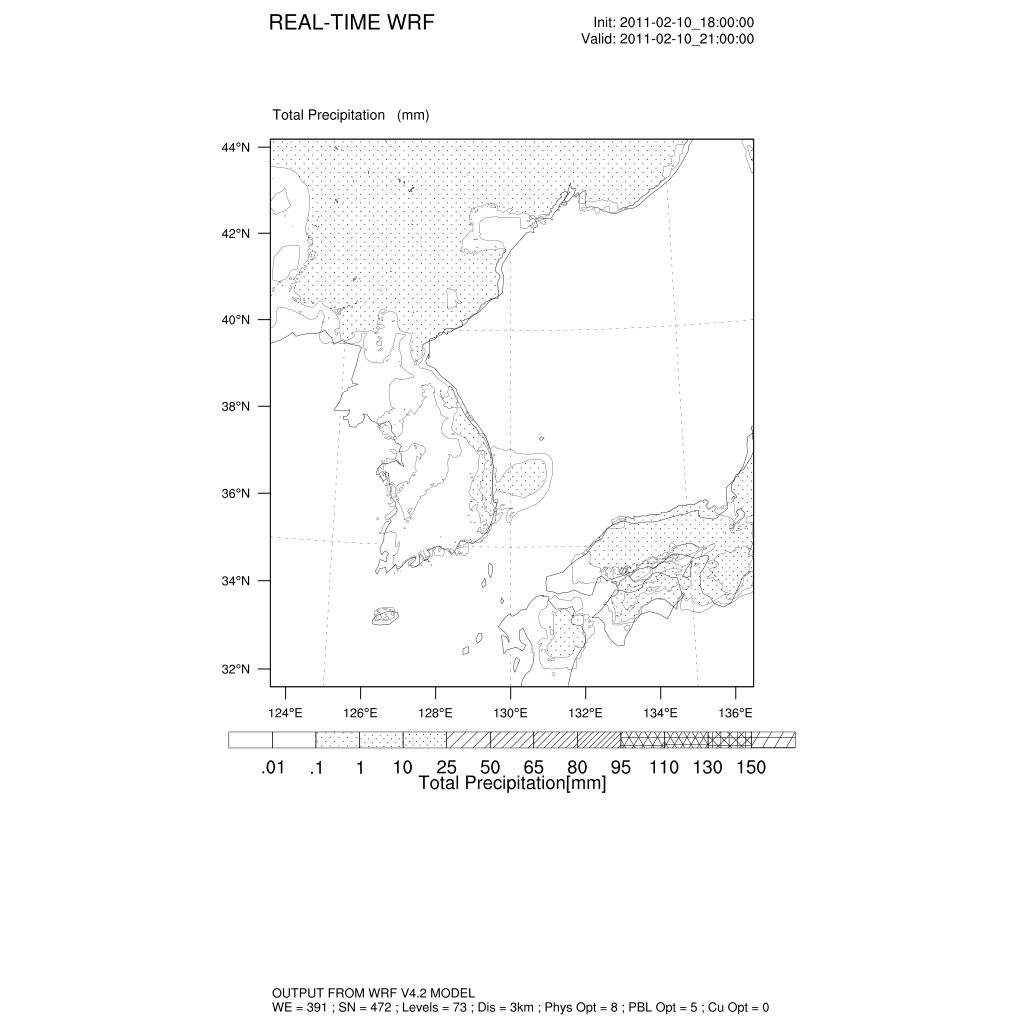 REAL-TIME WRF
Init: 2011-02-10_18:00:00
Valid: 2011-02-10_21:00:00
Total Precipitation (mm)
44°N
42°N
40°N
38°N
36°N
34°N
32°N
124°E 126°E 128°E 130°E 132°E 134°E 136°E
.01 .1 1 10 25 50 65 80 95 110 130 150
Total Precipitation[mm]
OUTPUT FROM WRF V4.2 MODEL
WE = 391 ; SN = 472 ; Levels = 73 ; Dis = 3km ; Phys Opt = 8 ; PBL Opt = 5 ; Cu Opt = 0